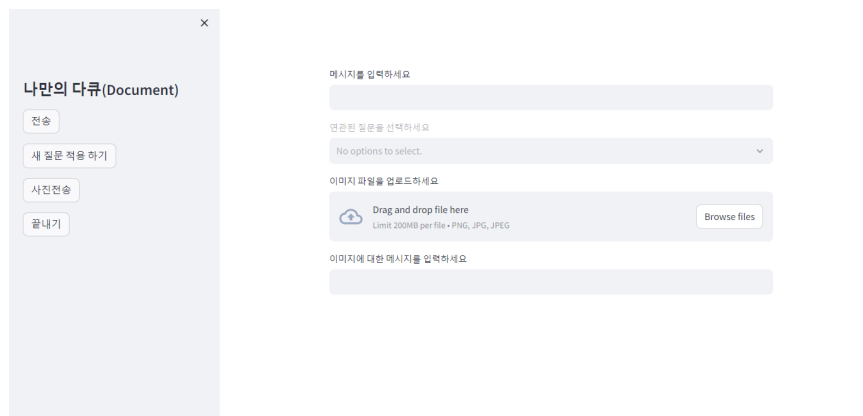 나만의 다큐(Document)
전송
새 질문 적용 하기
사진전송
끝내기
메시지를 입력하세요
연관된 질문을 선택하세요
No options to select.
이미지 파일을 업로드하세요
Drag and drop file here
Limit 200MB per file • PNG, JPG, JPEG
Browse files
이미지에 대한 메시지를 입력하세요